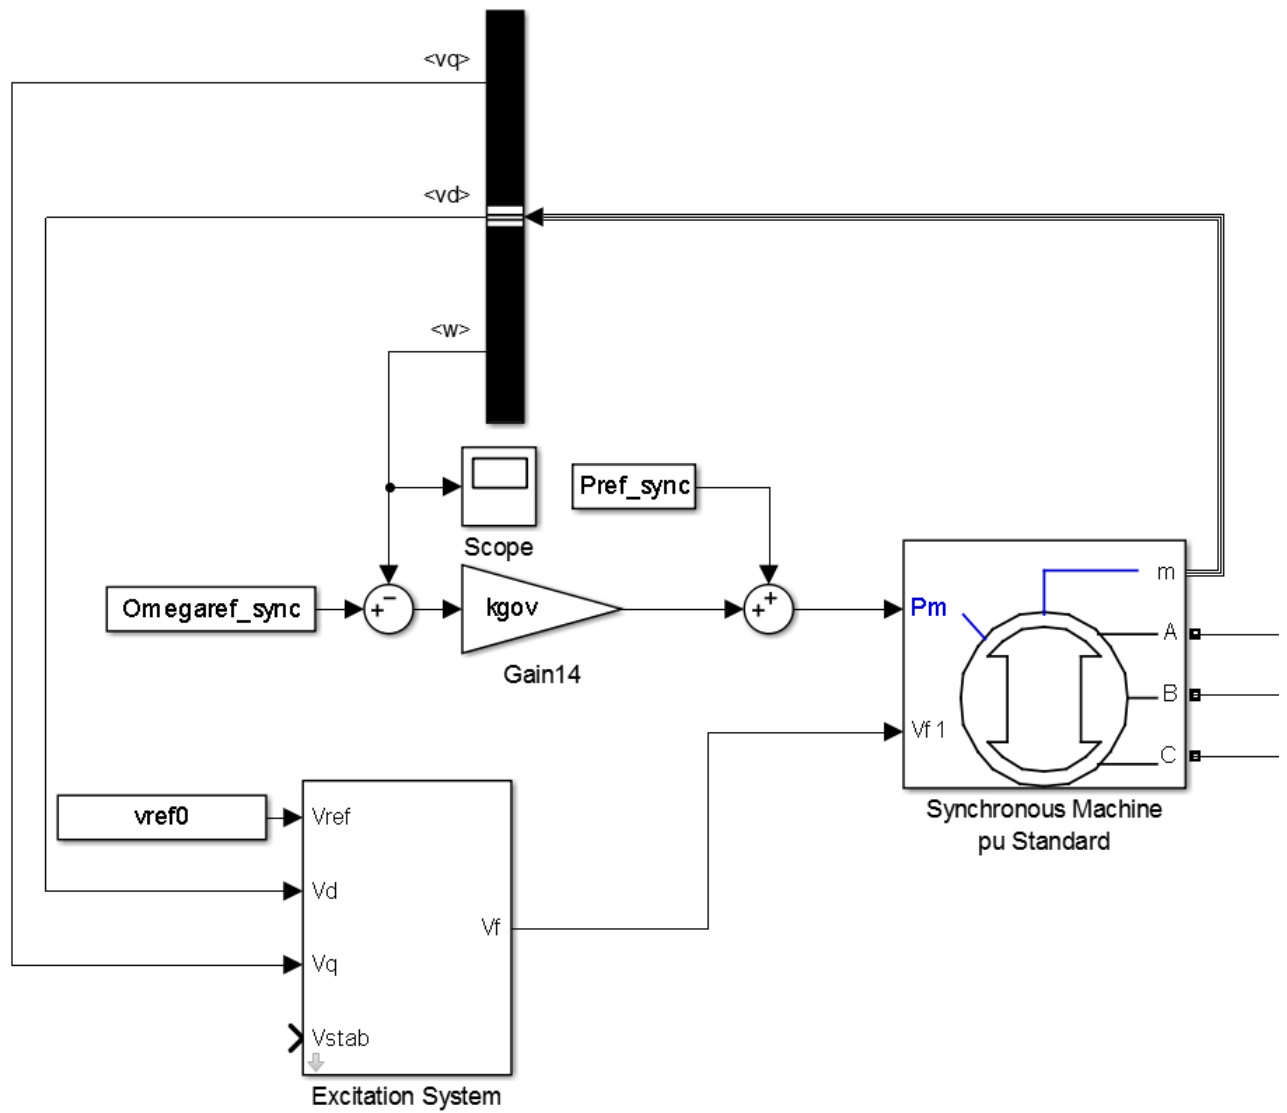 <vq>
<vd>
<w>
Pref_sync
Scope
Omegaref_sync
+
−
kgov
+
+
Gain14
m
Pm
A
B
Vf 1
C
Synchronous Machine
pu Standard
vref0
Vref
Vd
Vf
Vq
Vstab
Excitation System